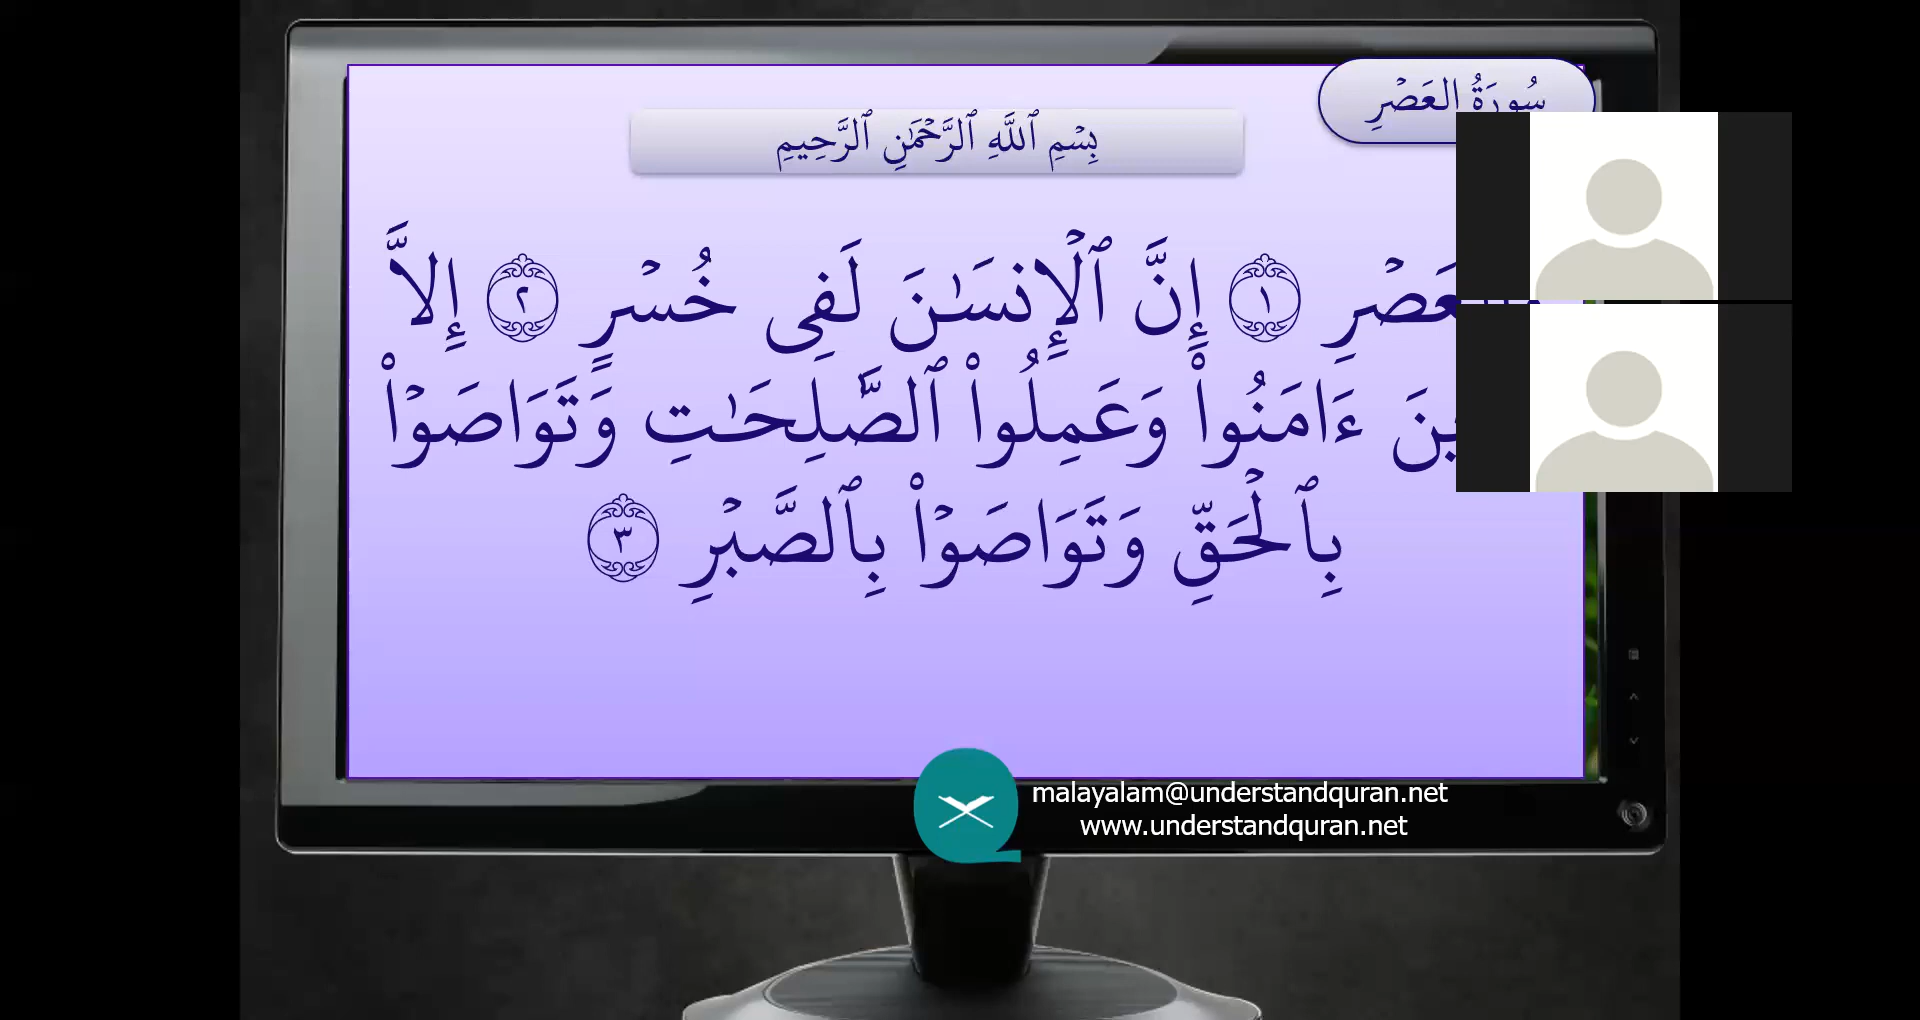 سُورَةُ العَصْرِ
بِسْمِ ٱللَّهِ ٱلرَّحْمَٰنِ ٱلرَّحِيمِ
١ إِنَّ ٱلْإِنسَٰنَ لَفِى خُسْرٍ ٢ إِلاَّ
ءَامَنُوا۟ وَعَمِلُوا۟ ٱلصَّٰلِحَٰتِ وَتَوَاصَوْا۟
بِٱلْحَقِّ وَتَوَاصَوْا۟ بِٱلصَّبْرِ ٣
malayalam@understandquran.net
www.understandquran.net